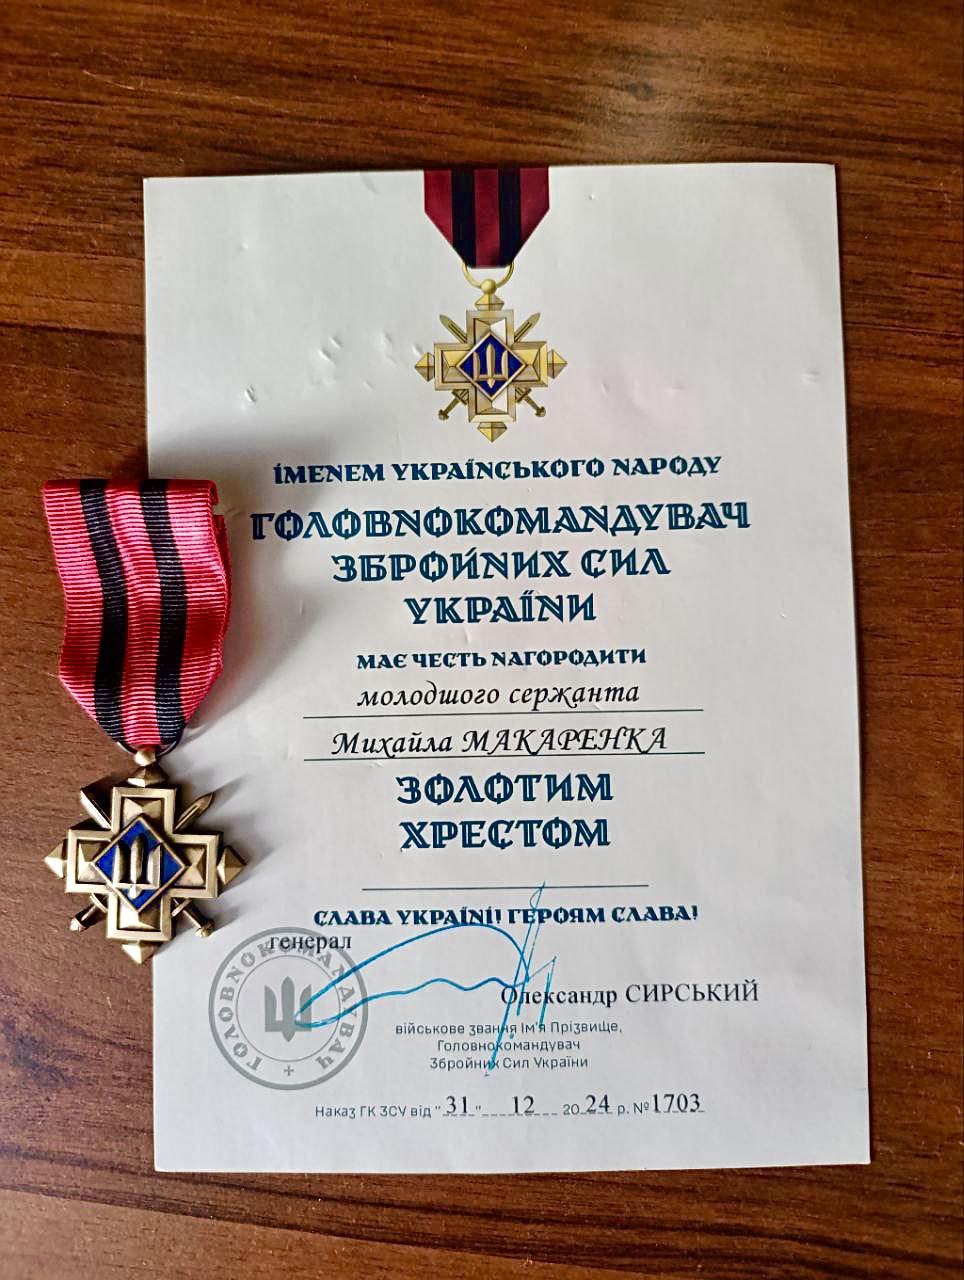 ІМЕНЕМ УКРАЇНСЬКОГО НАРОДУ
ГОЛОВНОКОМАНДУВАЧ
ЗБРОЙНИХ СИЛ
УКРАЇНИ
МАЄ ЧЕСТЬ НАГОРОДИТИ
молодшого сержанта
Михайла МАКАРЕНКА
ЗОЛОТИМ
ХРЕСТОМ
СЛАВА УКРАЇНІ! ГЕРОЯМ СЛАВА!
генерал
ГОЛОВНОКОМАНДУВАЧ
Олександр СИРСЬКИЙ
військове звання Ім'я Прізвище,
Головнокомандувач
Збройних Сил України
Наказ ГК ЗСУ від "31" 12 2024 р. №1703